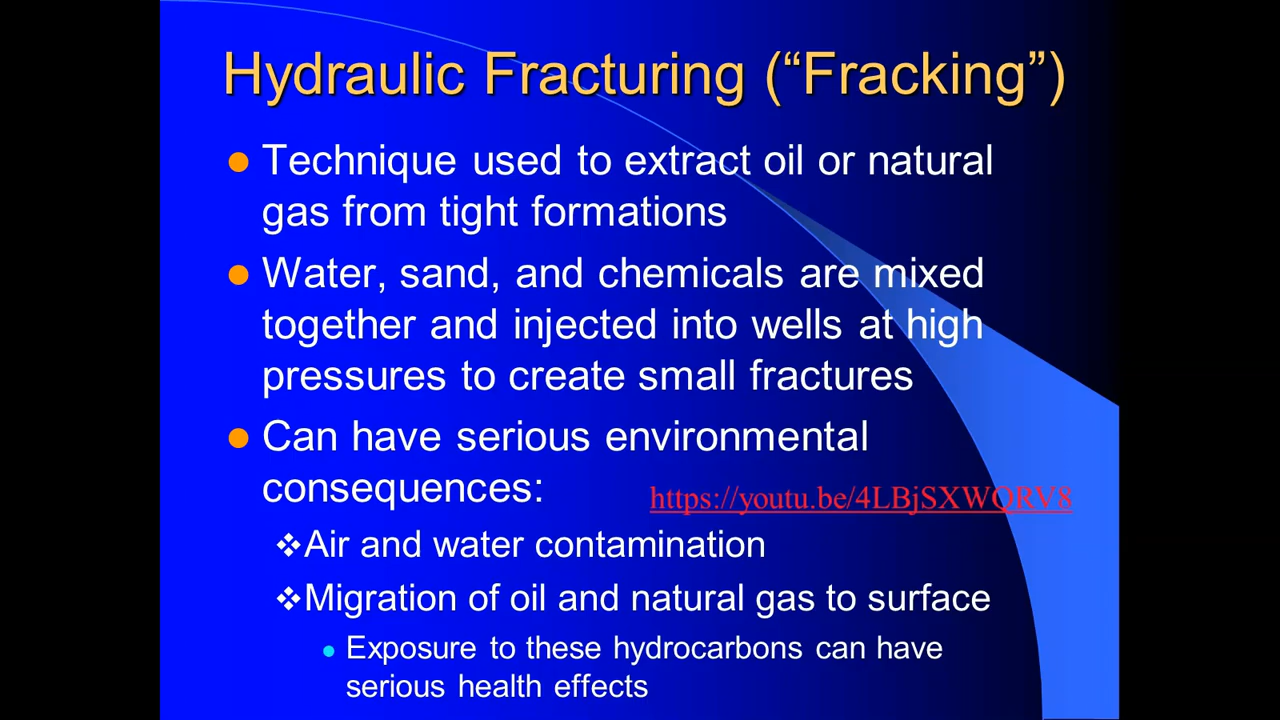 Hydraulic Fracturing (“Fracking”)
Technique used to extract oil or natural
gas from tight formations
Water, sand, and chemicals are mixed
together and injected into wells at high
pressures to create small fractures
Can have serious environmental
consequences:
https://youtu.be/4LBjSXWQRV8
Air and water contamination
Migration of oil and natural gas to surface
Exposure to these hydrocarbons can have
serious health effects